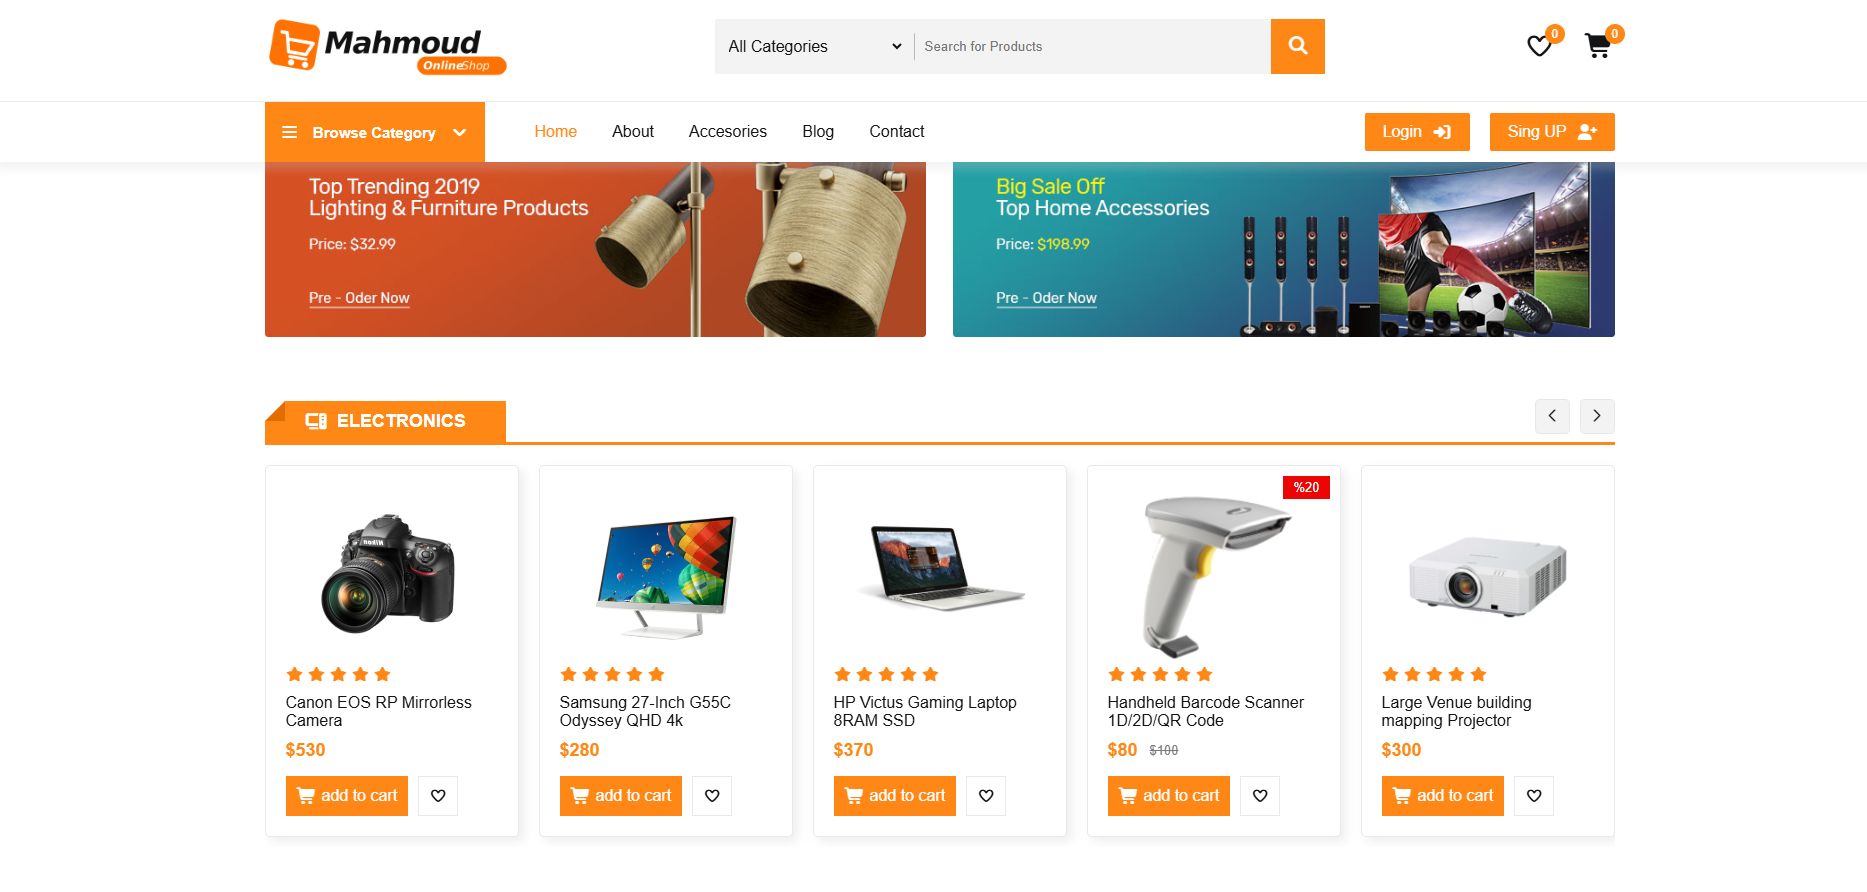 Mahmoud
OnlineShop
All Categories
Search for Products
0
0
Browse Category
Home
About
Accesories
Blog
Contact
Login
Sing UP
Top Trending 2019
Lighting & Furniture Products
Price: $32.99
Pre - Oder Now
Big Sale Off
Top Home Accessories
Price: $198.99
Pre - Oder Now
ELECTRONICS
Canon EOS RP Mirrorless
Camera
$530
add to cart
Samsung 27-Inch G55C
Odyssey QHD 4k
$280
add to cart
HP Victus Gaming Laptop
8RAM SSD
$370
add to cart
%20
Handheld Barcode Scanner
1D/2D/QR Code
$80 $100
add to cart
Large Venue building
mapping Projector
$300
add to cart